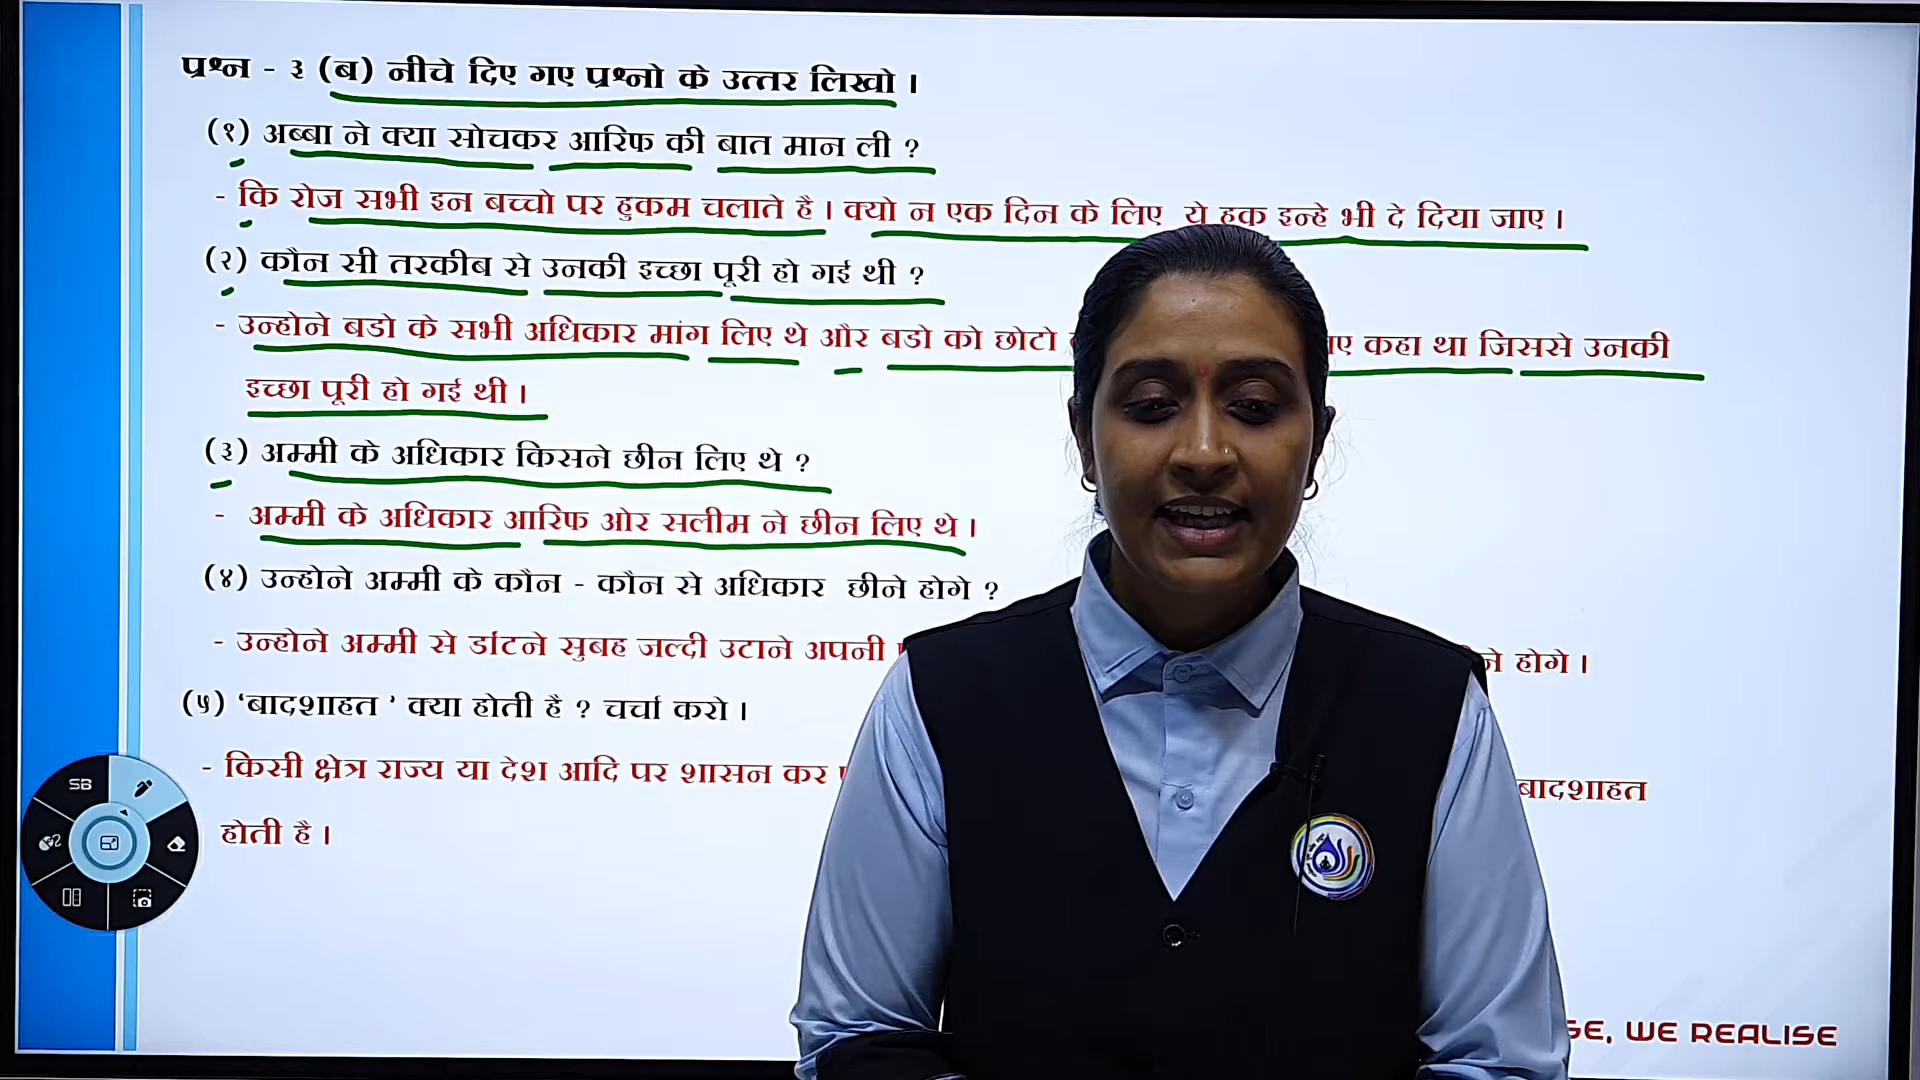 प्रश्न - ३ (ब) नीचे दिए गए प्रश्नो के उत्तर लिखो ।
(१) अब्बा ने क्या सोचकर आरिफ की बात मान ली ?
- कि रोज सभी इन बच्चो पर हुकम चलाते है । क्यो न एक दिन के लिए ये हक इन्हे भी दे दिया जाए ।
(२) कौन सी तरकीब से उनकी इच्छा पूरी हो गई थी ?
- उन्होने बडो के सभी अधिकार मांग लिए थे और बडो को छोटो कहा था जिससे उनकी
इच्छा पूरी हो गई थी ।
(३) अम्मी के अधिकार किसने छीन लिए थे ?
- अम्मी के अधिकार आरिफ ओर सलीम ने छीन लिए थे ।
(४) उन्होने अम्मी के कौन - कौन से अधिकार छीने होगे ?
- उन्होने अम्मी से डांटने सुबह जल्दी उटाने अपनी होगे ।
(५) ‘बादशाहत ’ क्या होती है ? चर्चा करो ।
- किसी क्षेत्र राज्य या देश आदि पर शासन कर बादशाहत
होती है ।
SB
WE REALISE